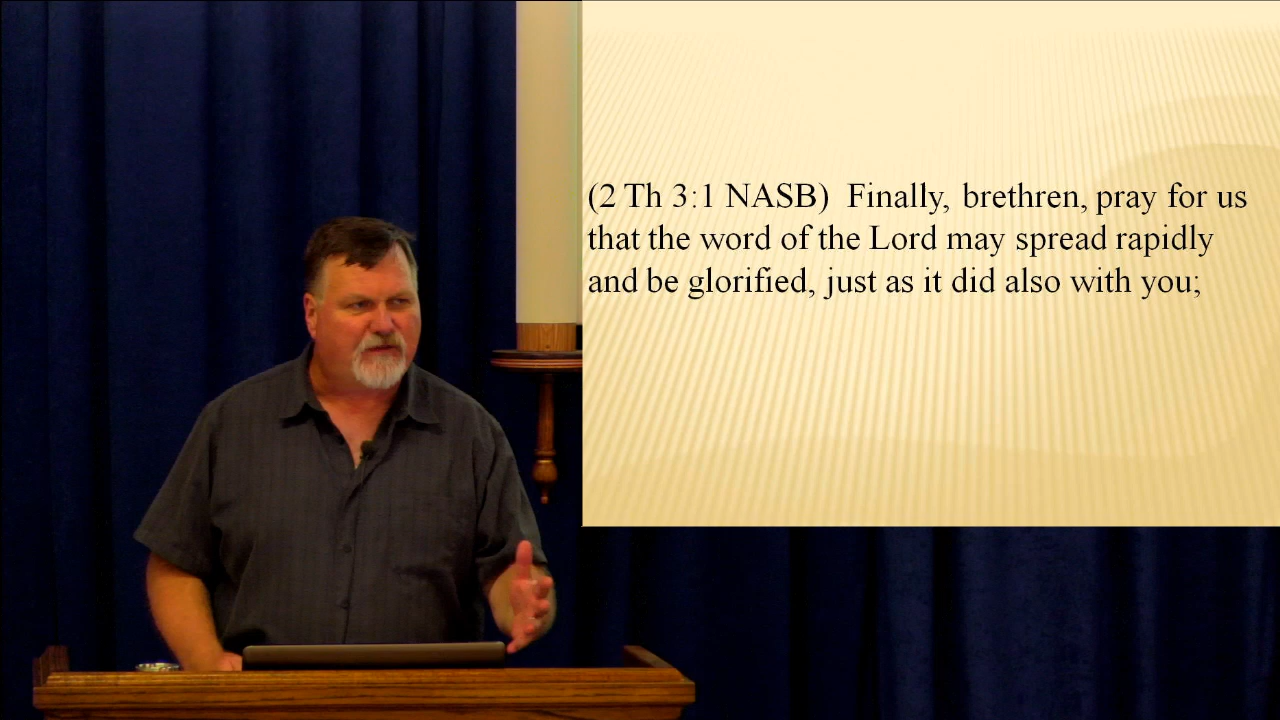 (2 Th 3:1 NASB)  Finally, brethren, pray for us
that the word of the Lord may spread rapidly
and be glorified, just as it did also with you;